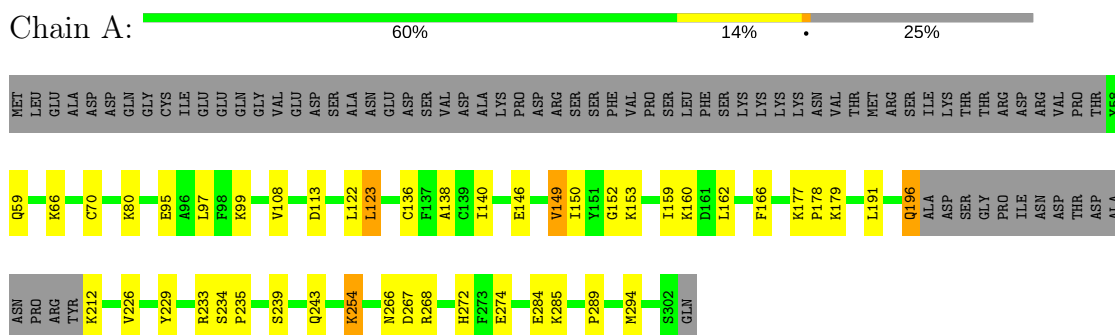 Chain A:
60% 14% • 25%
MET LEU GLU GLU ALA ASP ASP GLN GLY CYS ILE GLU GLU GLN GLY VAL GLU ASP SER ALA ASN GLU ASP SER VAL ASP ALA LYS PRO ASP ARG SER SER PHE VAL PRO SER LEU PHE SER LYS LYS LYS LYS ASN VAL THR MET ARG SER ILE LYS THR THR ARG ASP ARG VAL PRO THR Y58
Q59 K66 C70 K80 E95 A96 L97 F98 K99 V108 D113 L122 L123 C136 F137 A138 C139 I140 E146 V149 I150 Y151 G152 K153 I159 K160 D161 L162 F166 K177 P178 K179 L191 Q196 ALA ASP SER GLY PRO ILE ASN ASP THR ASP ALA
ASN PRO ARG TYR K212 V226 Y229 R233 S234 P235 S239 Q243 K254 N266 D267 R268 H272 F273 E274 E284 K285 P289 M294 S302 GLN